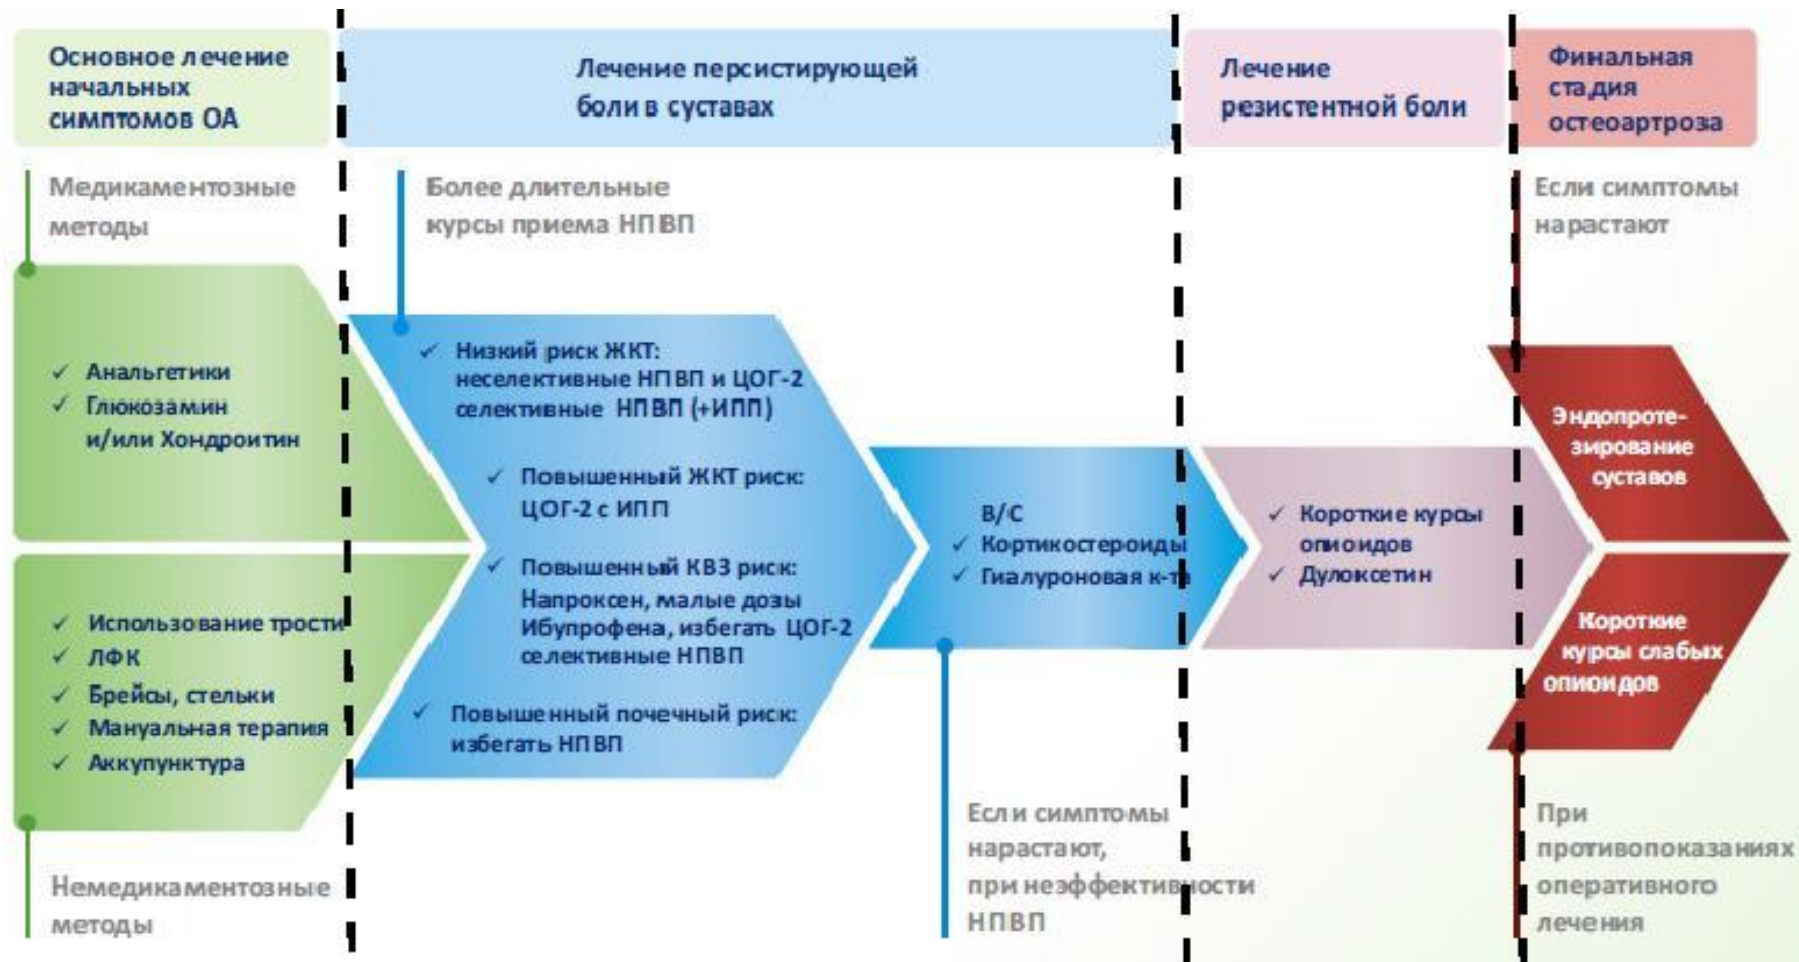 Основное лечение
начальных
симптомов ОА
Лечение персистирующей
боли в суставах
Лечение
резистентной боли
Финальная
стадия
остеоартроза
Медикаментозные
методы
Более длительные
курсы приема НПВП
Если симптомы
нарастают
✓ Анальгетики
✓ Глюкозамин
и/или Хондроитин
✓ Использование трости
✓ ЛФК
✓ Брейсы, стельки
✓ Мануальная терапия
✓ Аккупунктура
Немедикаментозные
методы
✓ Низкий риск ЖКТ:
неселективные НПВП и ЦОГ-2
селективные НПВП (+ИПП)
✓ Повышенный ЖКТ риск:
ЦОГ-2 с ИПП
✓ Повышенный КВЗ риск:
Напроксен, малые дозы
Ибупрофена, избегать ЦОГ-2
селективные НПВП
✓ Повышенный почечный риск:
избегать НПВП
В/С
✓ Кортикостероиды
✓ Гиалуроновая к-та
Если симптомы
нарастают,
при неэффективности
НПВП
✓ Короткие курсы
опиоидов
✓ Дулоксетин
Эндопроте-
зирование
суставов
Короткие
курсы слабых
опиоидов
При
противопоказаниях
оперативного
лечения